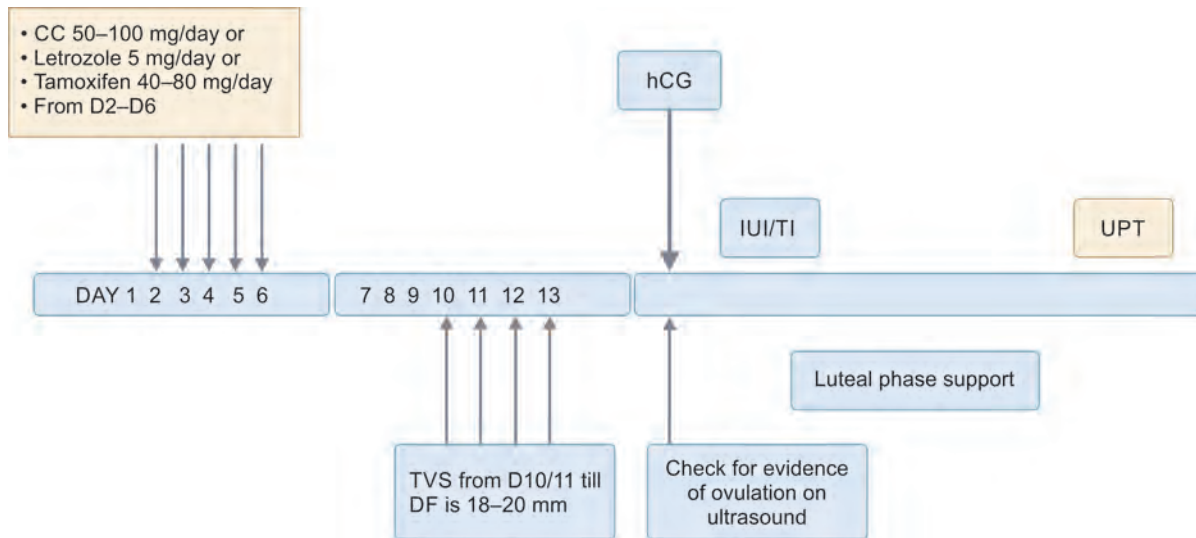 • CC 50–100 mg/day or
• Letrozole 5 mg/day or
• Tamoxifen 40–80 mg/day
• From D2–D6
hCG
IUI/TI
UPT
DAY 1 2 3 4 5 6
7 8 9 10 11 12 13
Luteal phase support
TVS from D10/11 till
DF is 18–20 mm
Check for evidence
of ovulation on
ultrasound